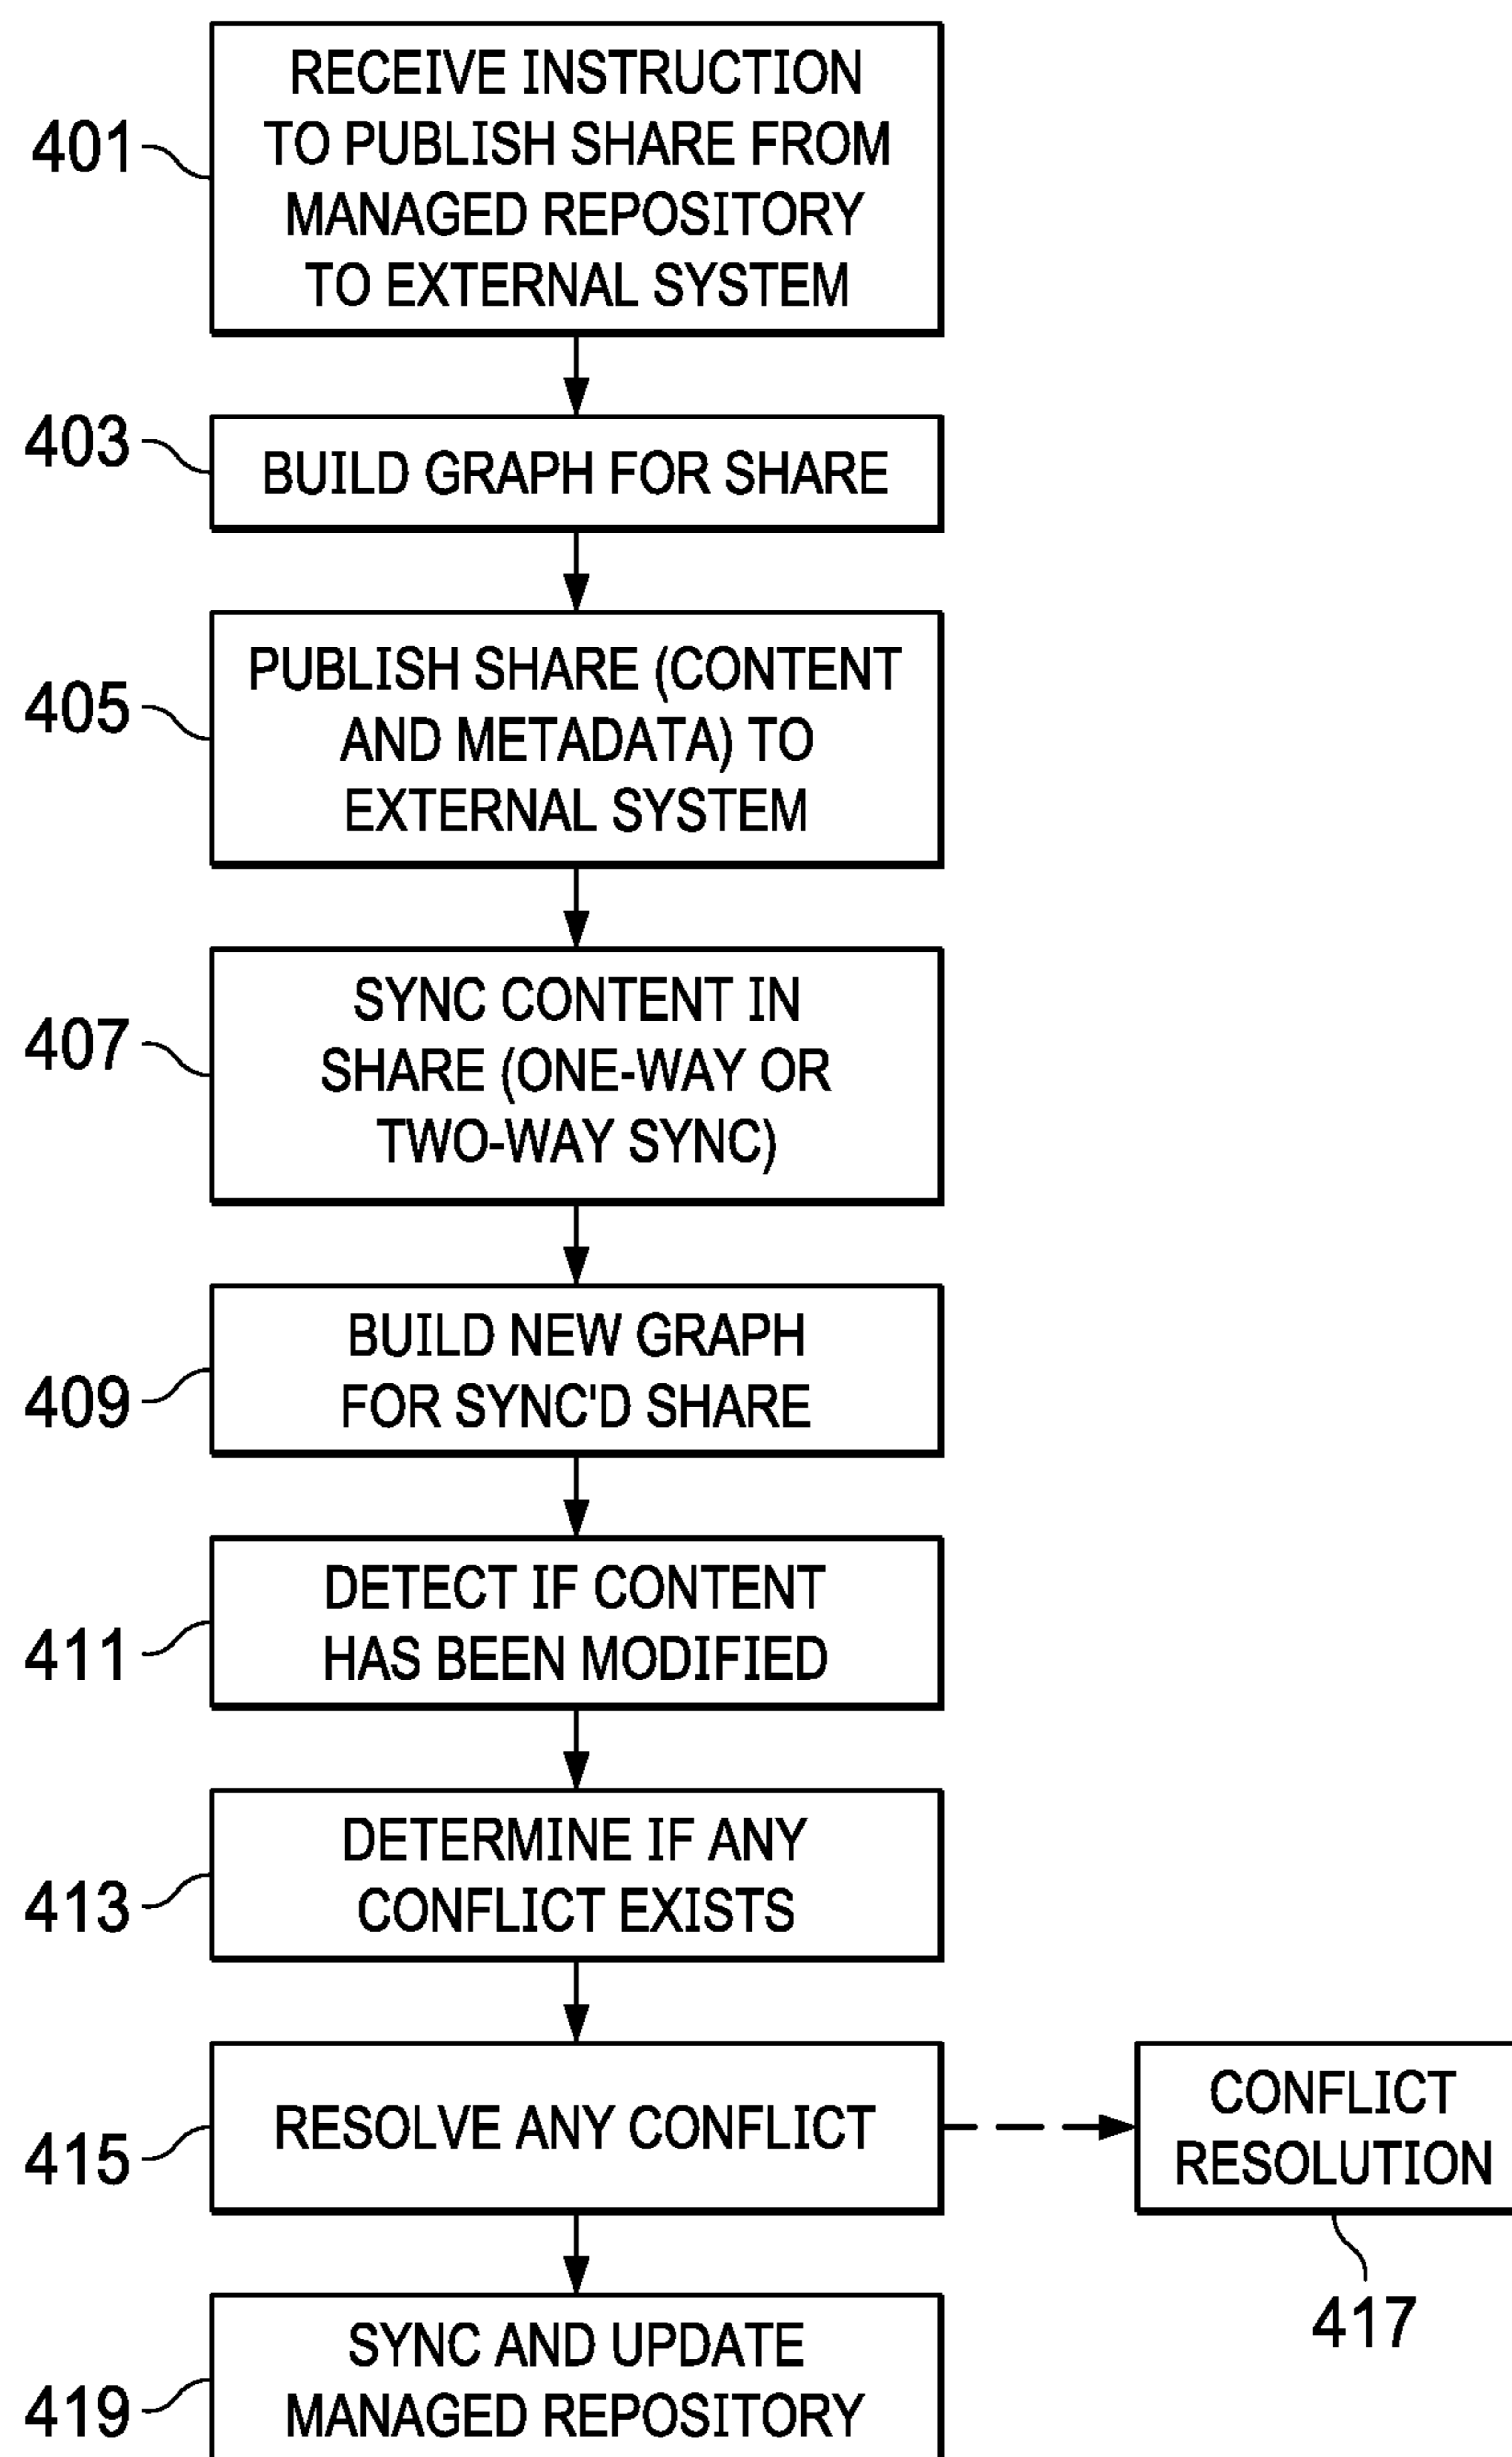 401
RECEIVE INSTRUCTION
TO PUBLISH SHARE FROM
MANAGED REPOSITORY
TO EXTERNAL SYSTEM
403
BUILD GRAPH FOR SHARE
405
PUBLISH SHARE (CONTENT
AND METADATA) TO
EXTERNAL SYSTEM
407
SYNC CONTENT IN
SHARE (ONE-WAY OR
TWO-WAY SYNC)
409
BUILD NEW GRAPH
FOR SYNC'D SHARE
411
DETECT IF CONTENT
HAS BEEN MODIFIED
413
DETERMINE IF ANY
CONFLICT EXISTS
415
RESOLVE ANY CONFLICT
CONFLICT
RESOLUTION
417
419
SYNC AND UPDATE
MANAGED REPOSITORY